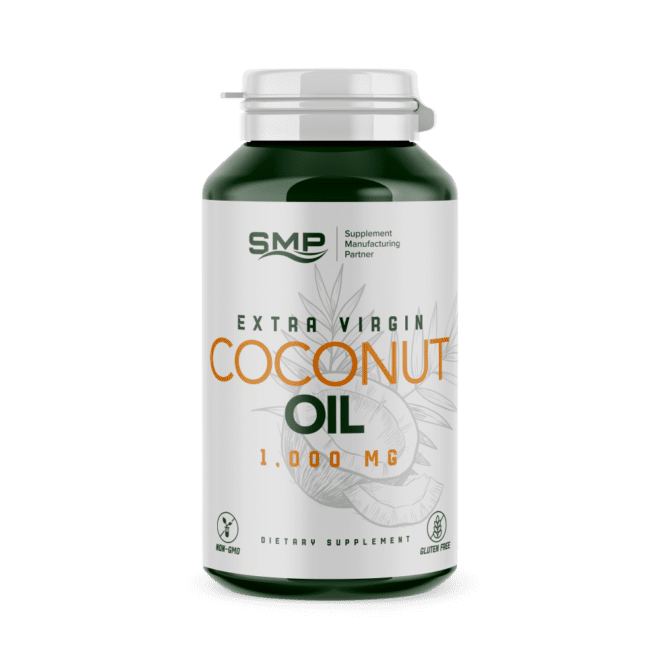 SMP
Supplement
Manufacturing
Partner
EXTRA VIRGIN
COCONUT
OIL
1,000 MG
NON-GMO
GLUTEN FREE
DIETARY SUPPLEMENT